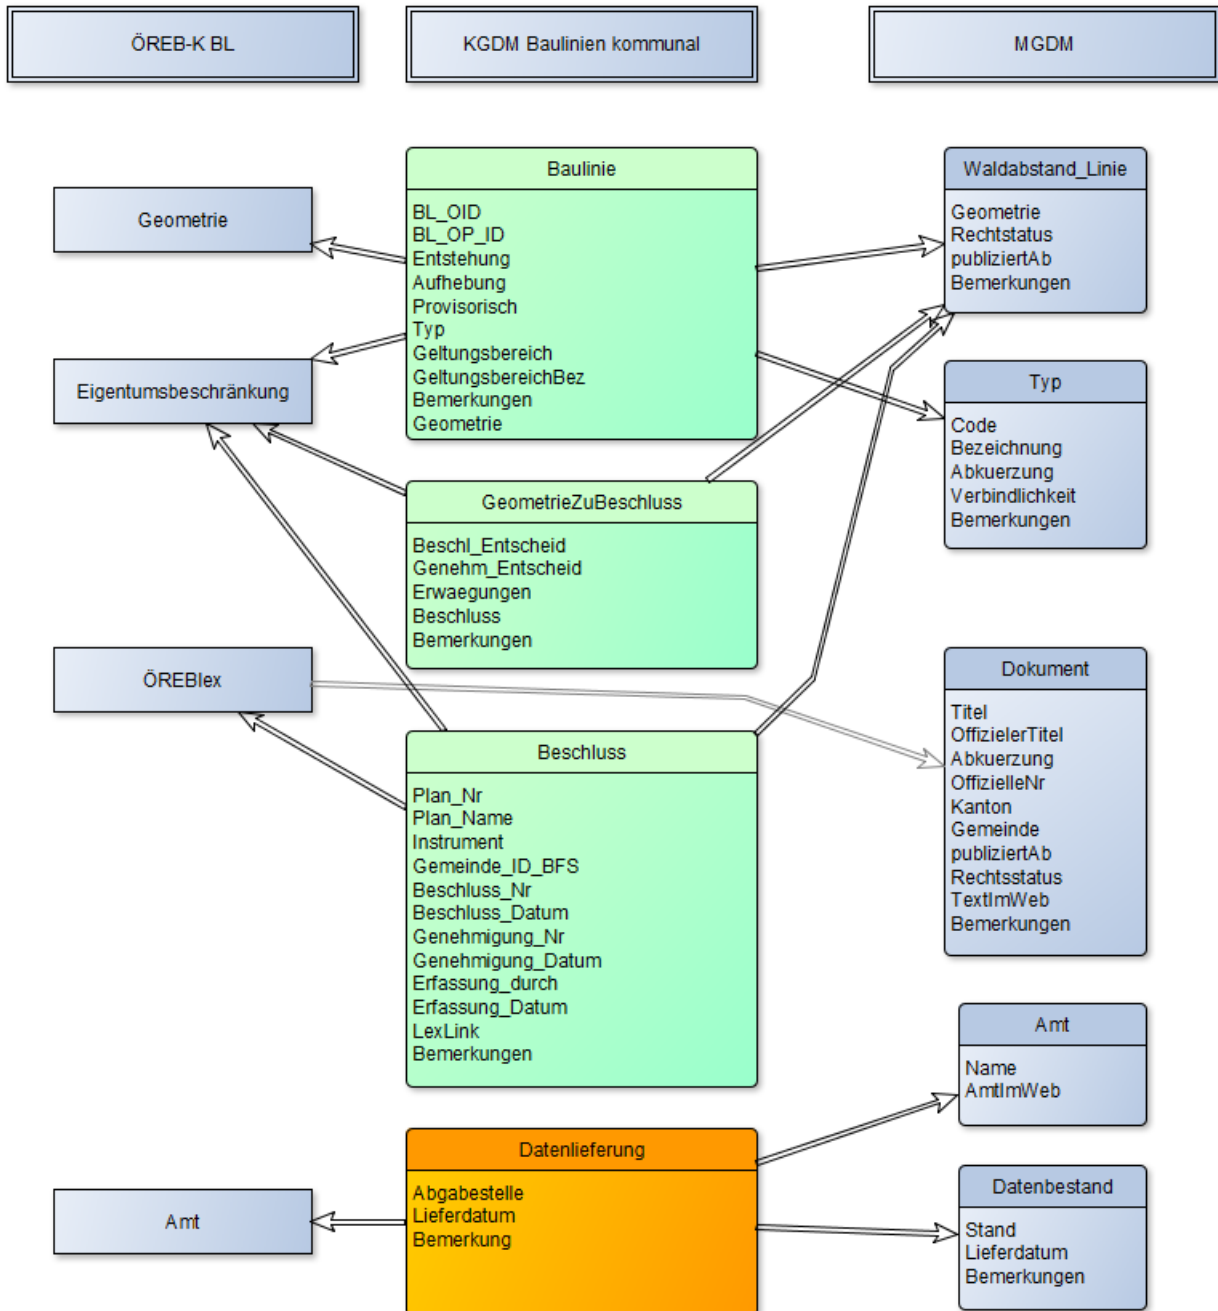 ÖREB-K BL
KGDM Baulinien kommunal
MGDM
Geometrie
Eigentumsbeschränkung
ÖREBlex
Amt
Baulinie
BL_OID
BL_OP_ID
Entstehung
Aufhebung
Provisorisch
Typ
Geltungsbereich
GeltungsbereichBez
Bemerkungen
Geometrie
GeometrieZuBeschluss
Beschl_Entscheid
Genehm_Entscheid
Erwaegungen
Beschluss
Bemerkungen
Beschluss
Plan_Nr
Plan_Name
Instrument
Gemeinde_ID_BFS
Beschluss_Nr
Beschluss_Datum
Genehmigung_Nr
Genehmigung_Datum
Erfassung_durch
Erfassung_Datum
LexLink
Bemerkungen
Datenlieferung
Abgabestelle
Lieferdatum
Bemerkung
Waldabstand_Linie
Geometrie
Rechtstatus
publiziertAb
Bemerkungen
Typ
Code
Bezeichnung
Abkuerzung
Verbindlichkeit
Bemerkungen
Dokument
Titel
OffizielerTitel
Abkuerzung
OffizielleNr
Kanton
Gemeinde
publiziertAb
Rechtsstatus
TextImWeb
Bemerkungen
Amt
Name
AmtImWeb
Datenbestand
Stand
Lieferdatum
Bemerkungen